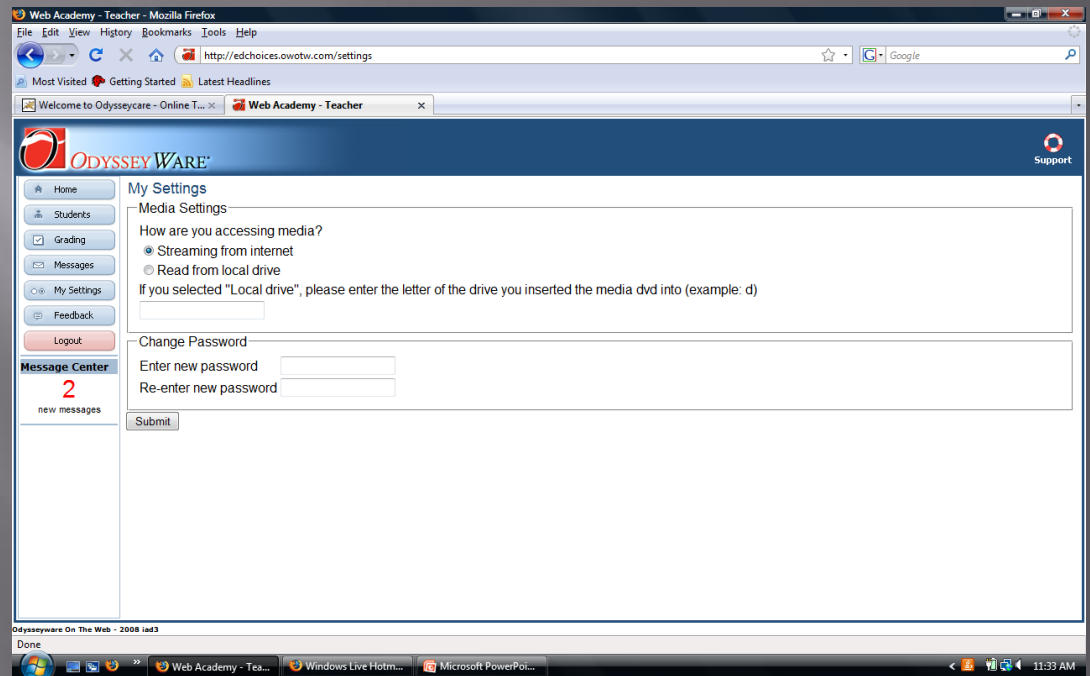 Web Academy - Teacher - Mozilla Firefox
File Edit View History Bookmarks Tools Help
http://edchoices.owotw.com/settings
G Google
Most Visited Getting Started Latest Headlines
Welcome to Odysseycare - Online T... Web Academy - Teacher
ODYSSEYWARE
Support
Home
Students
Grading
Messages
My Settings
Feedback
Logout
Message Center
2
new messages
My Settings
Media Settings
How are you accessing media?
Streaming from internet
Read from local drive
If you selected "Local drive", please enter the letter of the drive you inserted the media dvd into (example: d)
Change Password
Enter new password
Re-enter new password
Submit
Odysseyware On The Web - 2008 iad3
Done
Web Academy - Tea... Windows Live Hotm... Microsoft PowerPoi... 11:33 AM